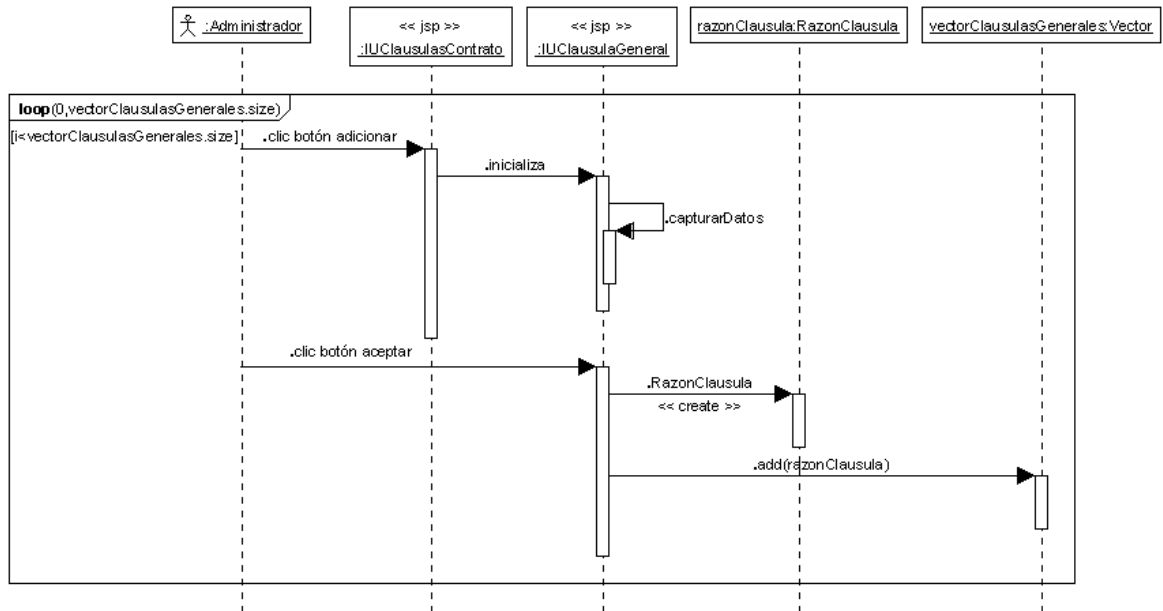 :Administrador
<< jsp >>
:IUClausulasContrato
<< jsp >>
:IUClausulaGeneral
razonClausula:RazonClausula
vectorClausulasGenerales:Vector
loop(0,vectorClausulasGenerales.size)
[i<vectorClausulasGenerales.size]
.clic botón adicionar
.inicializa
.capturarDatos
.clic botón aceptar
.RazonClausula
<< create >>
.add(razonClausula)